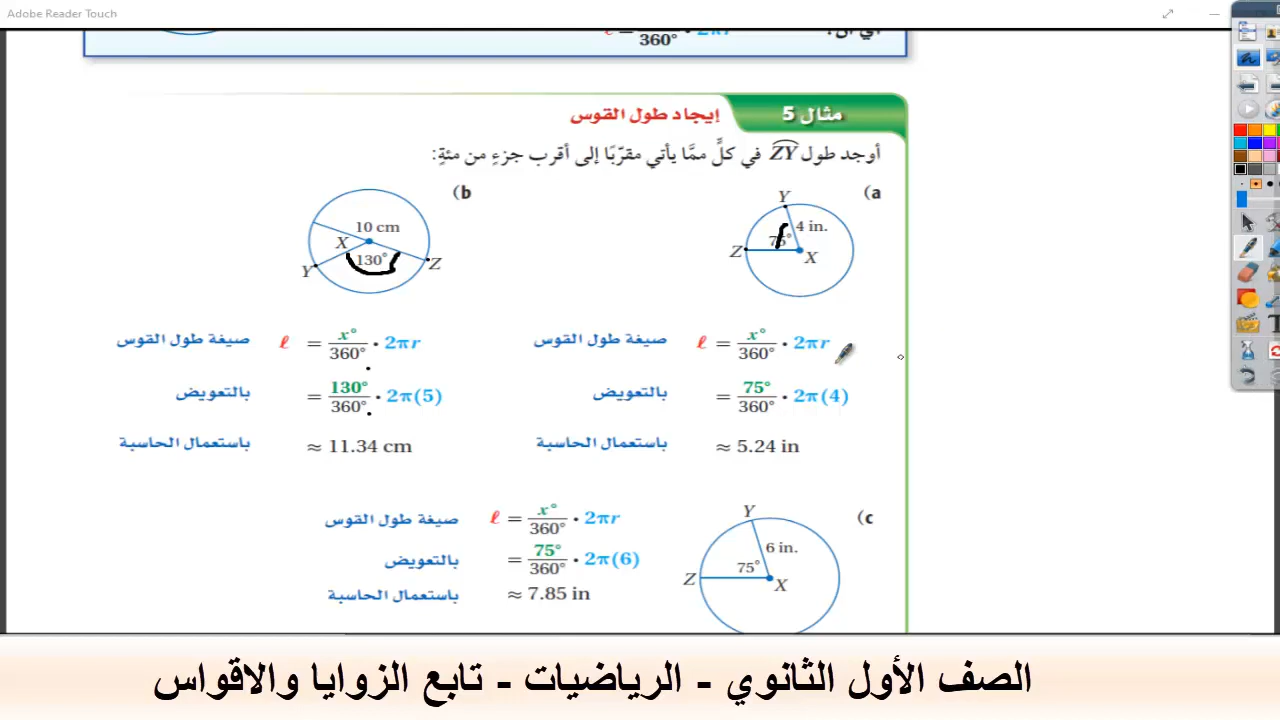 Adobe Reader Touch
أي أن: ℓ = /360° • 2πr
مثال 5 إيجاد طول القوس
أوجد طول ZY في كلٍّ ممَّا يأتي مقرّبًا إلى أقرب جزءٍ من مئةٍ:
a)
Y
4 in.
75°
Z
X
صيغة طول القوس ℓ = x°/360° • 2πr
بالتعويض = 75°/360° • 2π(4)
باستعمال الحاسبة ≈ 5.24 in
b)
10 cm
X
130°
Y
Z
صيغة طول القوس ℓ = x°/360° • 2πr
بالتعويض = 130°/360° • 2π(5)
باستعمال الحاسبة ≈ 11.34 cm
c)
Y
6 in.
75°
Z
X
صيغة طول القوس ℓ = x°/360° • 2πr
بالتعويض = 75°/360° • 2π(6)
باستعمال الحاسبة ≈ 7.85 in
الصف الأول الثانوي - الرياضيات - تابع الزوايا والاقواس